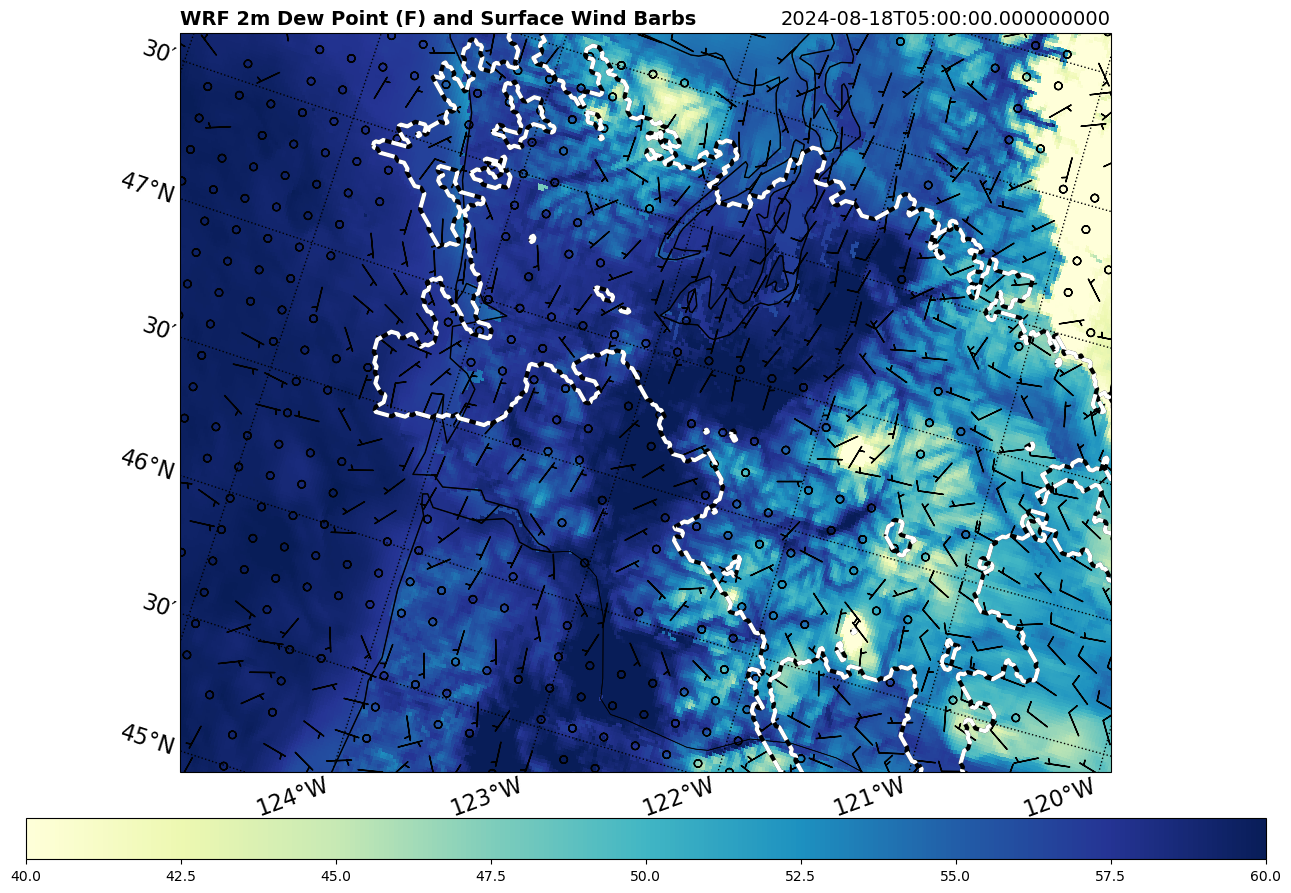 WRF 2m Dew Point (F) and Surface Wind Barbs 2024-08-18T05:00:00.000000000
30′
47°N
30′
46°N
30′
45°N
124°W 123°W 122°W 121°W 120°W
40.0 42.5 45.0 47.5 50.0 52.5 55.0 57.5 60.0